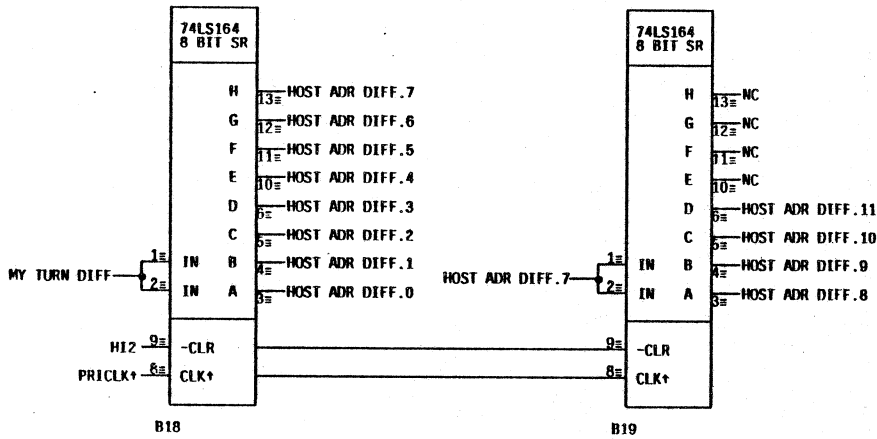 74LS164
8 BIT SR
H 13≡ HOST ADR DIFF.7
G 12≡ HOST ADR DIFF.6
F 11≡ HOST ADR DIFF.5
E 10≡ HOST ADR DIFF.4
D 6≡ HOST ADR DIFF.3
C 5≡ HOST ADR DIFF.2
MY TURN DIFF 1≡ IN B 4≡ HOST ADR DIFF.1
2≡ IN A 3≡ HOST ADR DIFF.0
HI2 9≡ -CLR
PRICLK↑ 8≡ CLK↑
B18
74LS164
8 BIT SR
H 13≡ NC
G 12≡ NC
F 11≡ NC
E 10≡ NC
D 6≡ HOST ADR DIFF.11
C 5≡ HOST ADR DIFF.10
HOST ADR DIFF.7 1≡ IN B 4≡ HOST ADR DIFF.9
2≡ IN A 3≡ HOST ADR DIFF.8
9≡ -CLR
8≡ CLK↑
B19